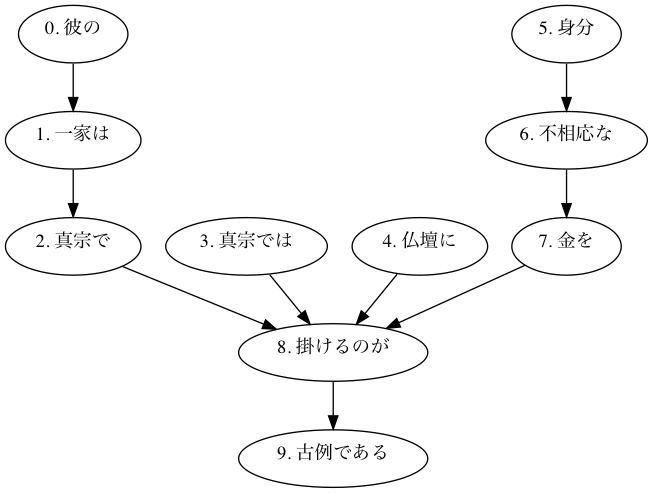 0. 彼の
5. 身分
1. 一家は
6. 不相応な
2. 真宗で
3. 真宗では
4. 仏壇に
7. 金を
8. 掛けるのが
9. 古例である